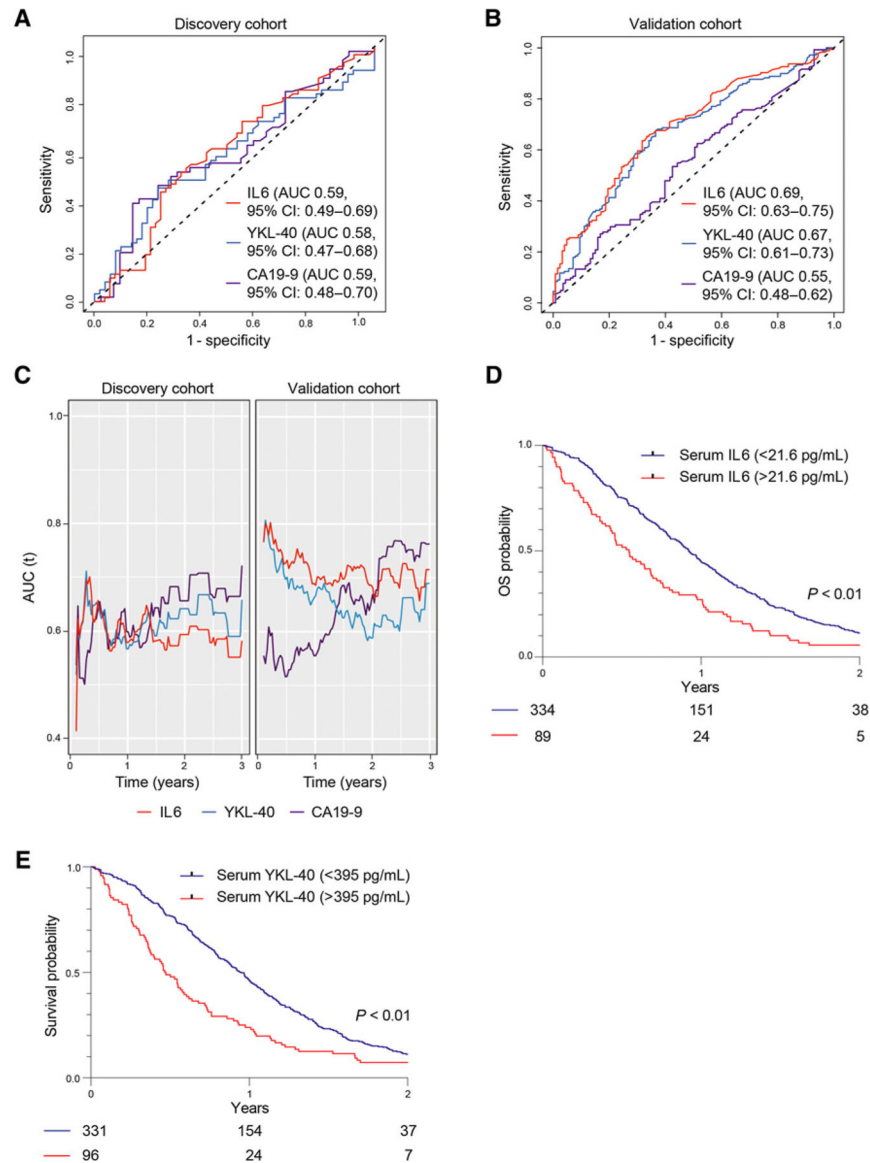 A
Discovery cohort
Sensitivity
1.0
0.8
0.6
0.4
0.2
0.0
IL6 (AUC 0.59,
95% CI: 0.49–0.69)
YKL-40 (AUC 0.58,
95% CI: 0.47–0.68)
CA19-9 (AUC 0.59,
95% CI: 0.48–0.70)
0.0 0.2 0.4 0.6 0.8 1.0
1 - specificity
B
Validation cohort
Sensitivity
1.0
0.8
0.6
0.4
0.2
0.0
IL6 (AUC 0.69,
95% CI: 0.63–0.75)
YKL-40 (AUC 0.67,
95% CI: 0.61–0.73)
CA19-9 (AUC 0.55,
95% CI: 0.48–0.62)
0.0 0.2 0.4 0.6 0.8 1.0
1 - specificity
C
Discovery cohort Validation cohort
AUC (t)
1.0
0.8
0.6
0.4
0 1 2 3 0 1 2 3
Time (years) Time (years)
IL6 YKL-40 CA19-9
D
OS probability
1.0
0.5
0.0
Serum IL6 (<21.6 pg/mL)
Serum IL6 (>21.6 pg/mL)
P < 0.01
0 1 2
Years
334 151 38
89 24 5
E
Survival probability
1.0
0.5
0.0
Serum YKL-40 (<395 pg/mL)
Serum YKL-40 (>395 pg/mL)
P < 0.01
0 1 2
Years
331 154 37
96 24 7